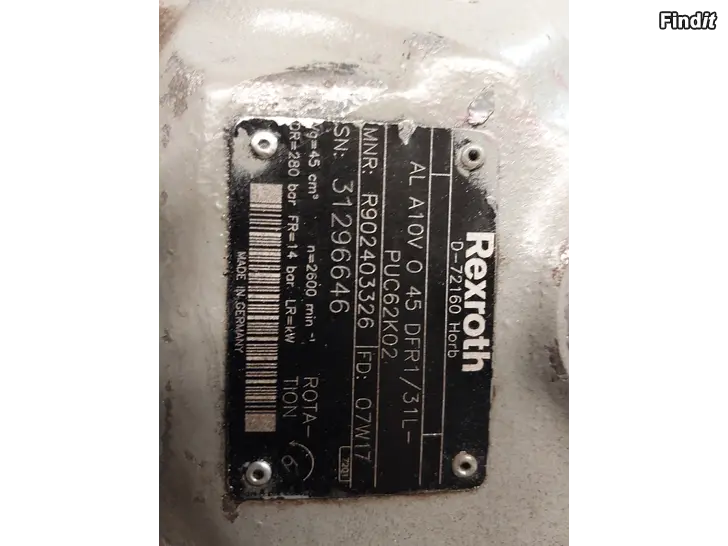 Findit
Rexroth
D-72160 Horb
AL A10V O 45 DFR1/31L-
PUC62K02
MNR: R902403326 FD: 07W17
7201
SN: 31296646
Vg=45 cm³ n=2600 min⁻¹
DR=280 bar FR=14 bar LR=kW
ROTA-
TION
MADE IN GERMANY